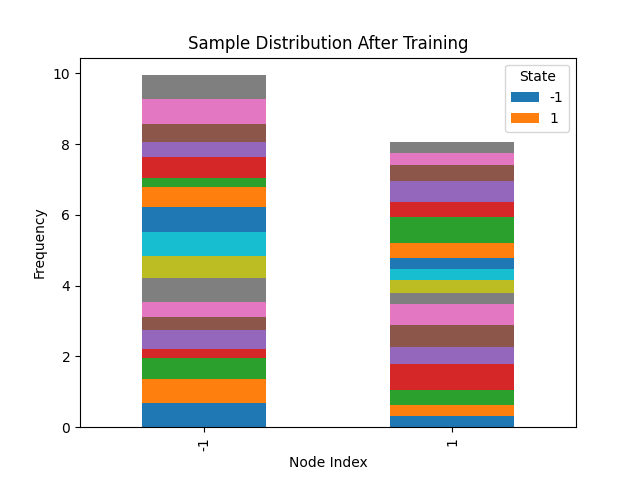 Sample Distribution After Training
State
-1
1
10
8
6
4
2
0
Frequency
-1
1
Node Index